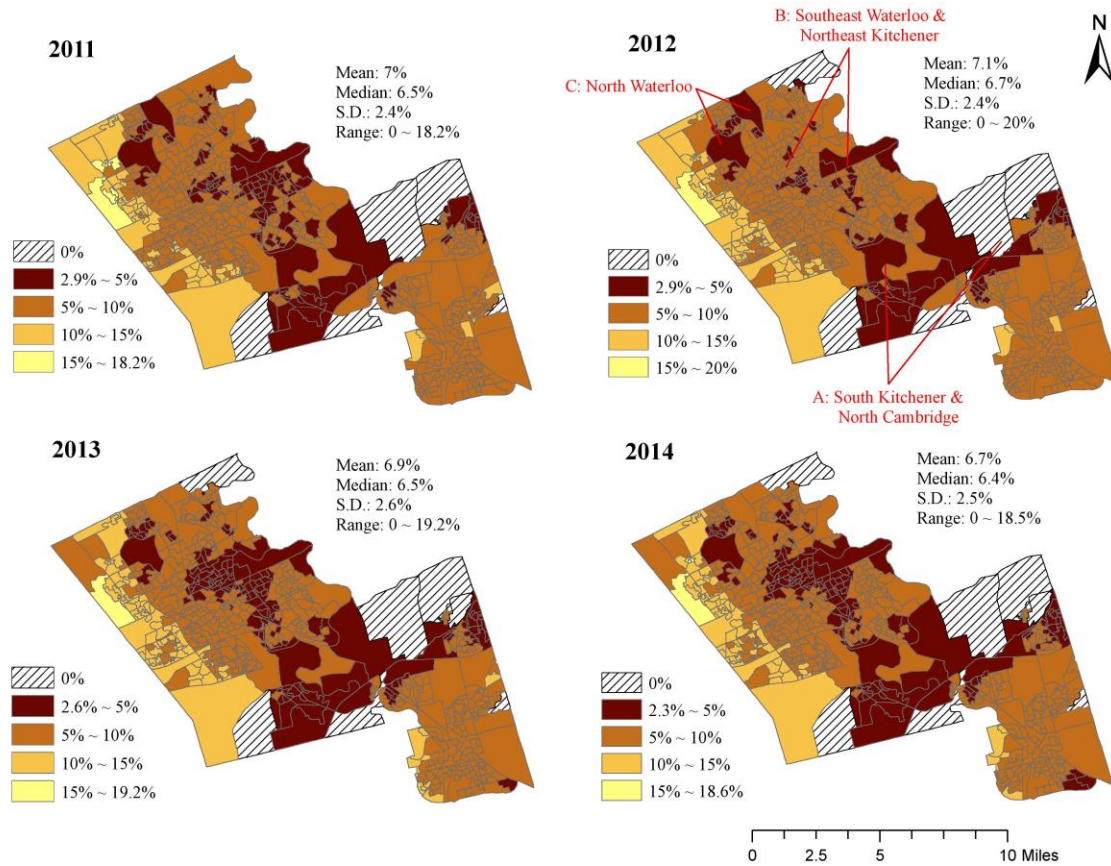 2011
Mean: 7%
Median: 6.5%
S.D.: 2.4%
Range: 0 ~ 18.2%
0%
2.9% ~ 5%
5% ~ 10%
10% ~ 15%
15% ~ 18.2%
B: Southeast Waterloo &
Northeast Kitchener
2012
C: North Waterloo
Mean: 7.1%
Median: 6.7%
S.D.: 2.4%
Range: 0 ~ 20%
N
0%
2.9% ~ 5%
5% ~ 10%
10% ~ 15%
15% ~ 20%
A: South Kitchener &
North Cambridge
2013
Mean: 6.9%
Median: 6.5%
S.D.: 2.6%
Range: 0 ~ 19.2%
0%
2.6% ~ 5%
5% ~ 10%
10% ~ 15%
15% ~ 19.2%
2014
Mean: 6.7%
Median: 6.4%
S.D.: 2.5%
Range: 0 ~ 18.5%
0%
2.3% ~ 5%
5% ~ 10%
10% ~ 15%
15% ~ 18.6%
0 2.5 5 10 Miles